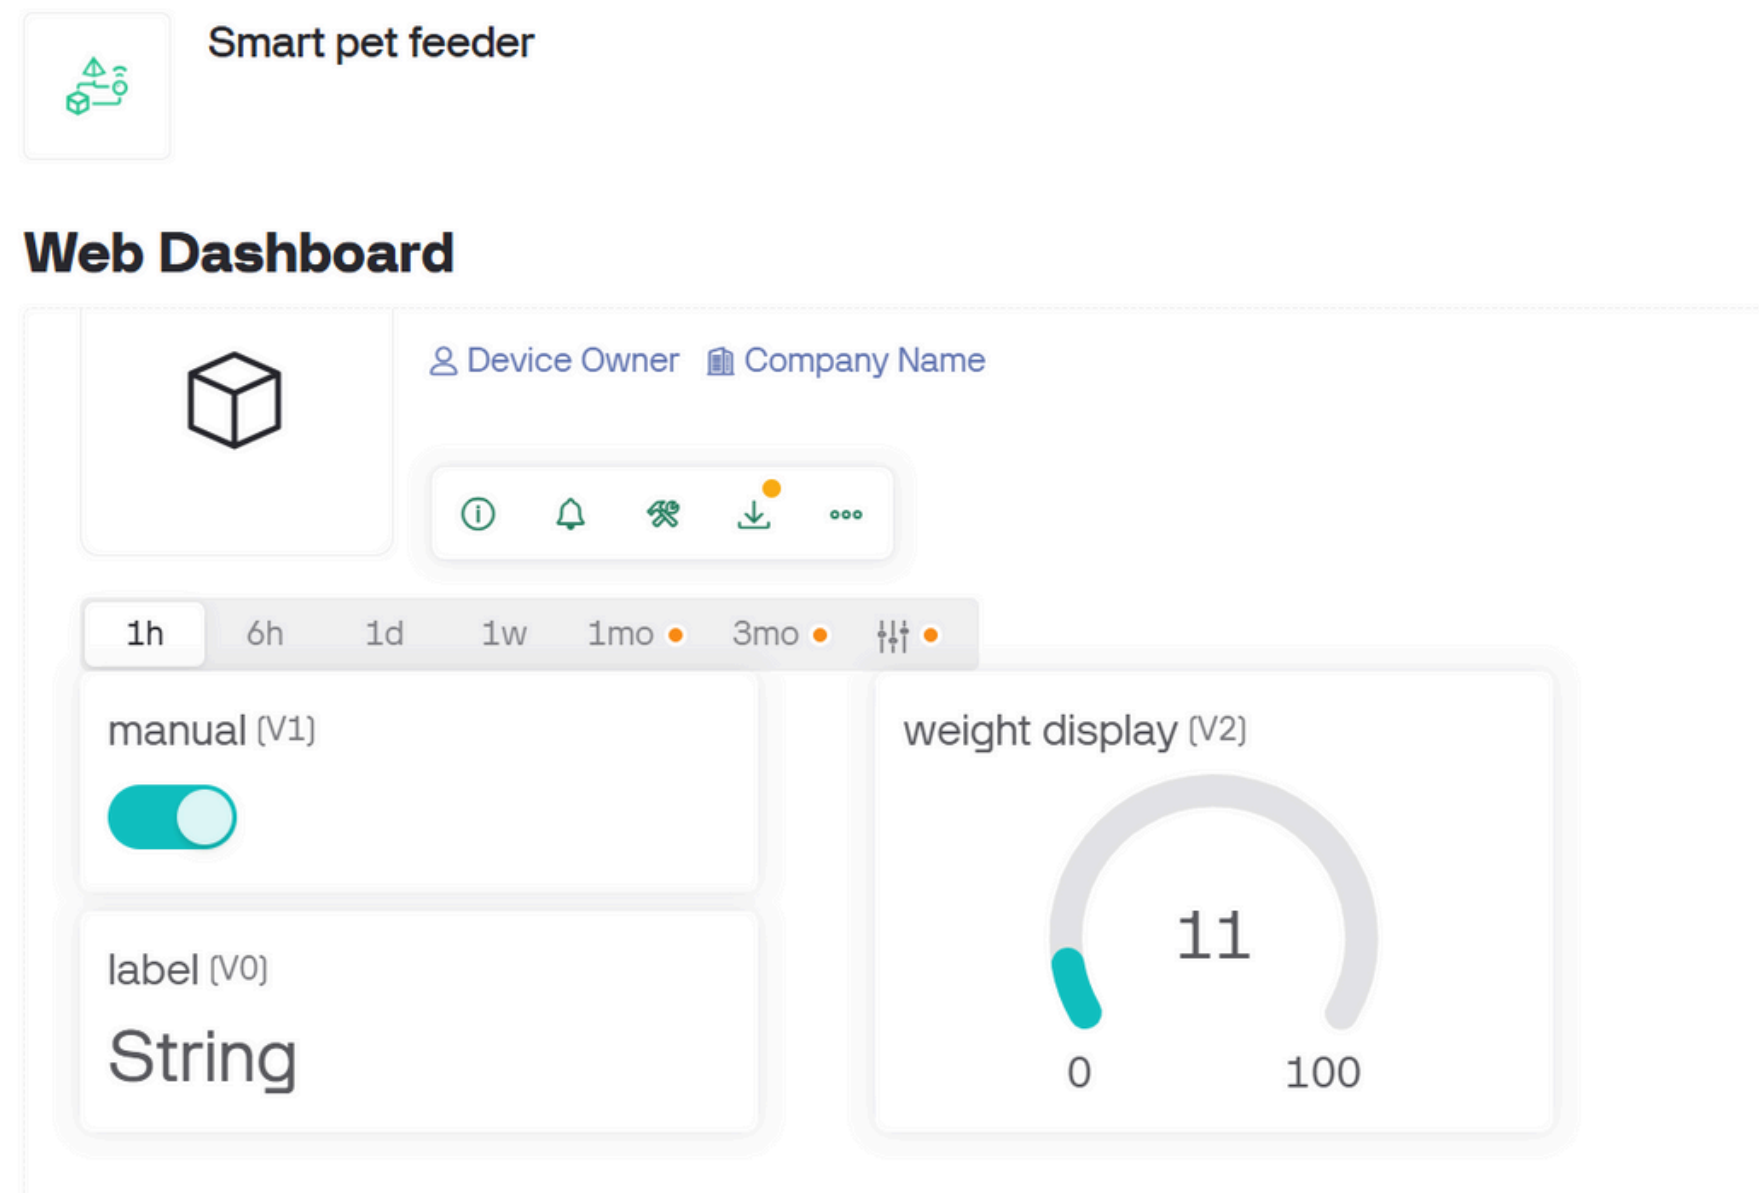 Smart pet feeder
Web Dashboard
Device Owner Company Name
1h 6h 1d 1w 1mo 3mo
manual (V1)
weight display (V2)
11
0 100
label (V0)
String